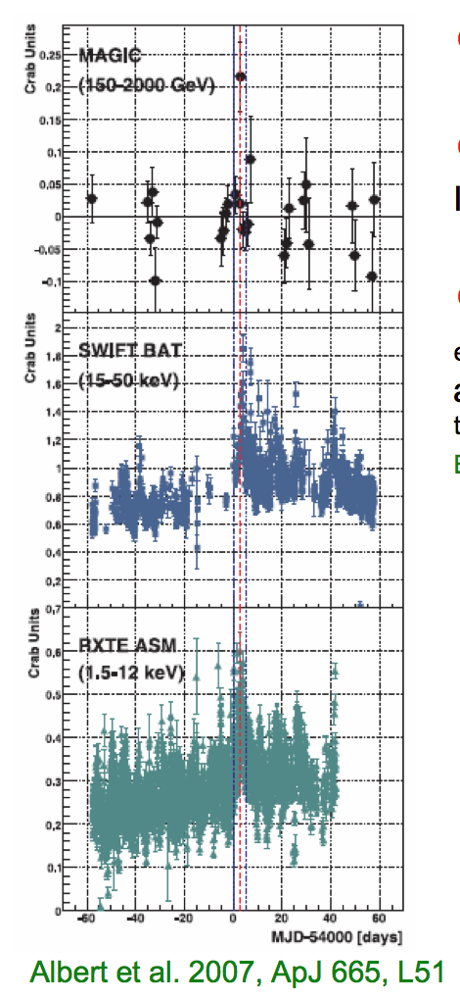 Crab Units
MAGIC
(150-2000 GeV)
0.25
0,2
0.15
0.1
0,05
0
-0.05
-0.1
Crab Units
SWIFT BAT
(15-50 keV)
2
1.8
1.6
1.4
1.2
1
0.8
0.6
0.4
0,2
Crab Units
RXTE ASM
(1.5-12 keV)
0,7
0,6
0.5
0.4
0.3
0,2
0.1
0
-60 -40 -20 0 20 40 60
MJD-54000 [days]
Albert et al. 2007, ApJ 665, L51